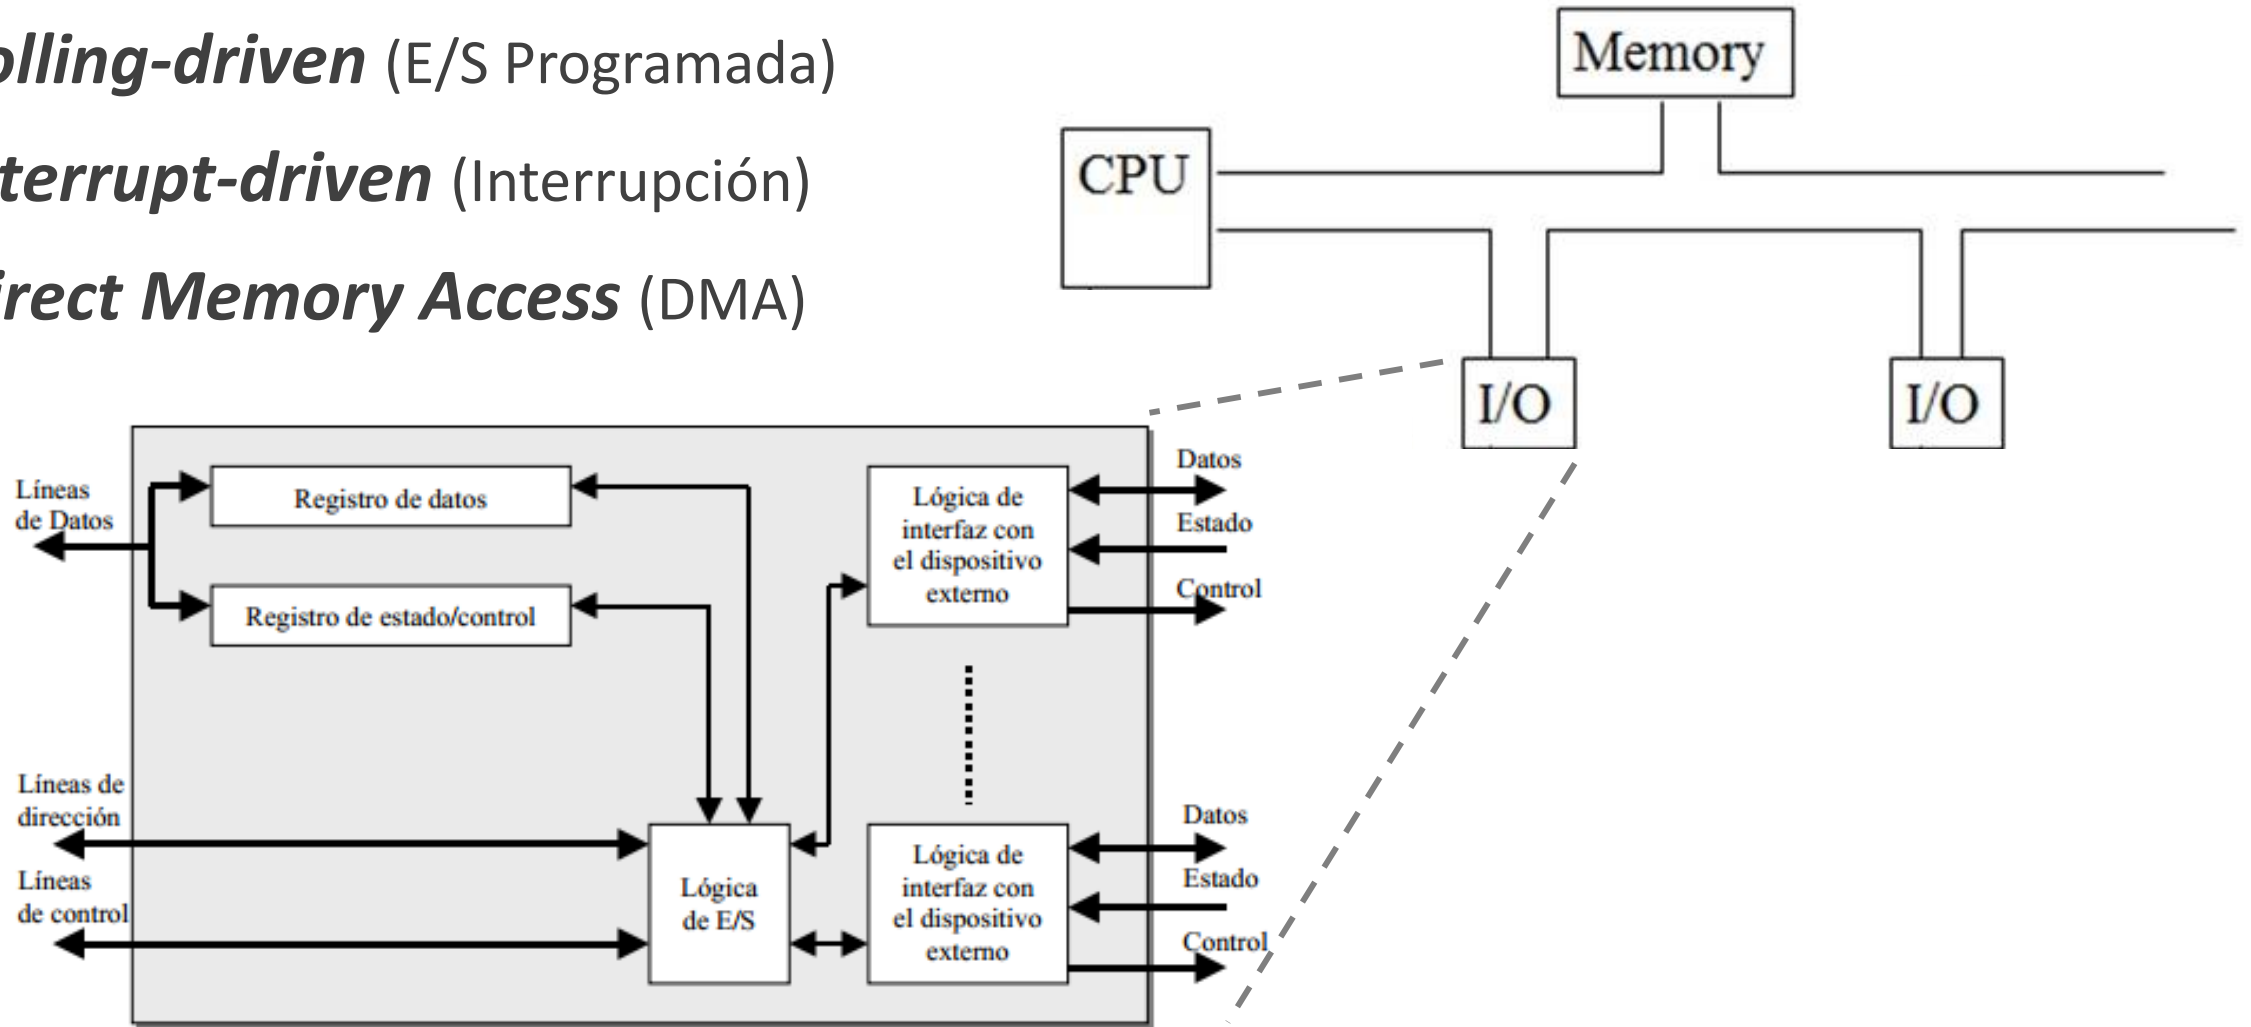 olling-driven (E/S Programada)
terrupt-driven (Interrupción)
irect Memory Access (DMA)
Memory
CPU
I/O
I/O
Líneas
de Datos
Registro de datos
Registro de estado/control
Lógica de
interfaz con
el dispositivo
externo
Datos
Estado
Control
Líneas de
dirección
Líneas
de control
Lógica
de E/S
Lógica de
interfaz con
el dispositivo
externo
Datos
Estado
Control